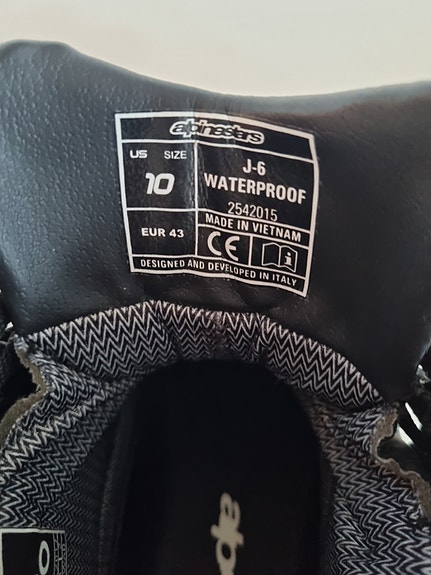 alpinestars
US SIZE
10
EUR 43
J-6
WATERPROOF
2542015
MADE IN VIETNAM
CE
DESIGNED AND DEVELOPED IN ITALY